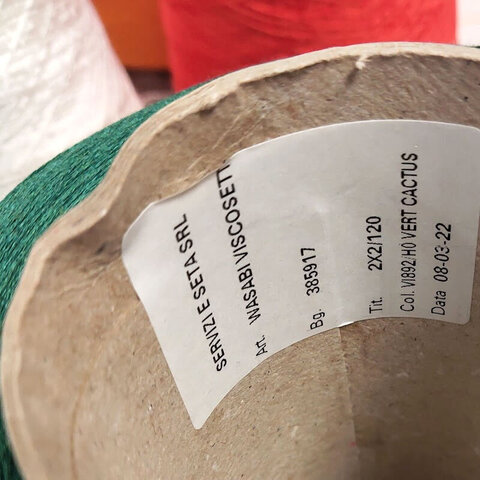 SERVIZI E SETA SRL
Art. WASABI VISCOSETT
Bg. 385917
Tit. 2X2/120
Col. VI892/H0 VERT CACTUS
Data 08-03-22